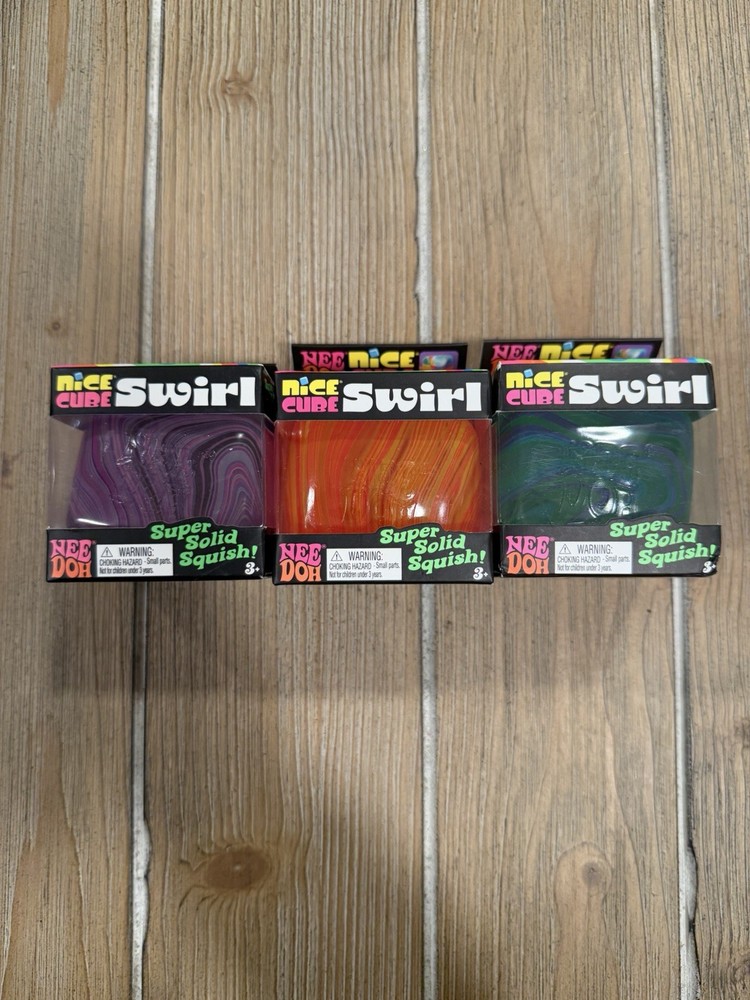 NEE NICE
NEE NICE
NICE CUBE Swirl
NICE CUBE Swirl
NICE CUBE Swirl
Super
Solid
Squish!
NEE
DOH
WARNING:
CHOKING HAZARD - Small parts.
Not for children under 3 years.
3+
Super
Solid
Squish!
NEE
DOH
WARNING:
CHOKING HAZARD - Small parts.
Not for children under 3 years.
3+
Super
Solid
Squish!
NEE
DOH
WARNING:
CHOKING HAZARD - Small parts.
Not for children under 3 years.
3+